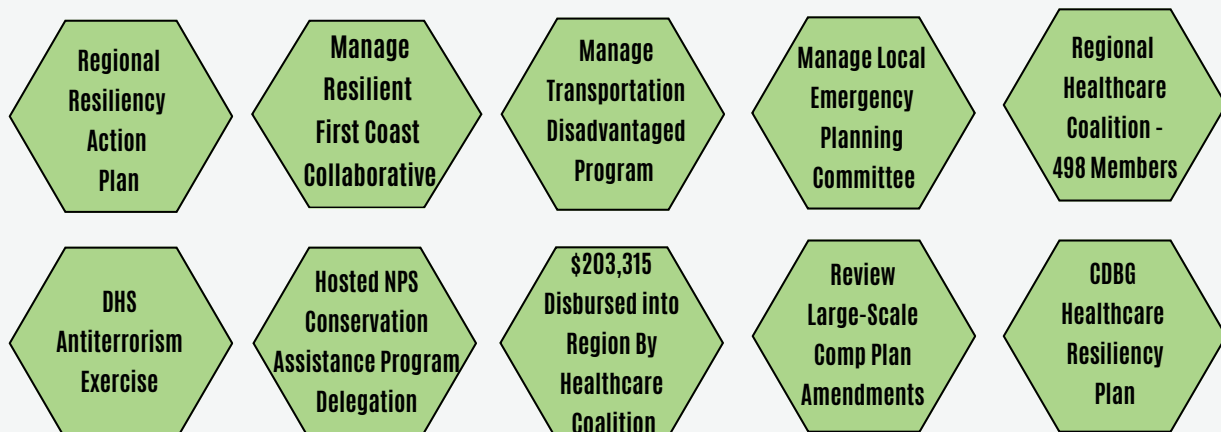 Regional
Resiliency
Action
Plan
Manage
Resilient
First Coast
Collaborative
Manage
Transportation
Disadvantaged
Program
Manage Local
Emergency
Planning
Committee
Regional
Healthcare
Coalition -
498 Members
DHS
Antiterrorism
Exercise
Hosted NPS
Conservation
Assistance Program
Delegation
$203,315
Disbursed into
Region By
Healthcare
Coalition
Review
Large-Scale
Comp Plan
Amendments
CDBG
Healthcare
Resiliency
Plan